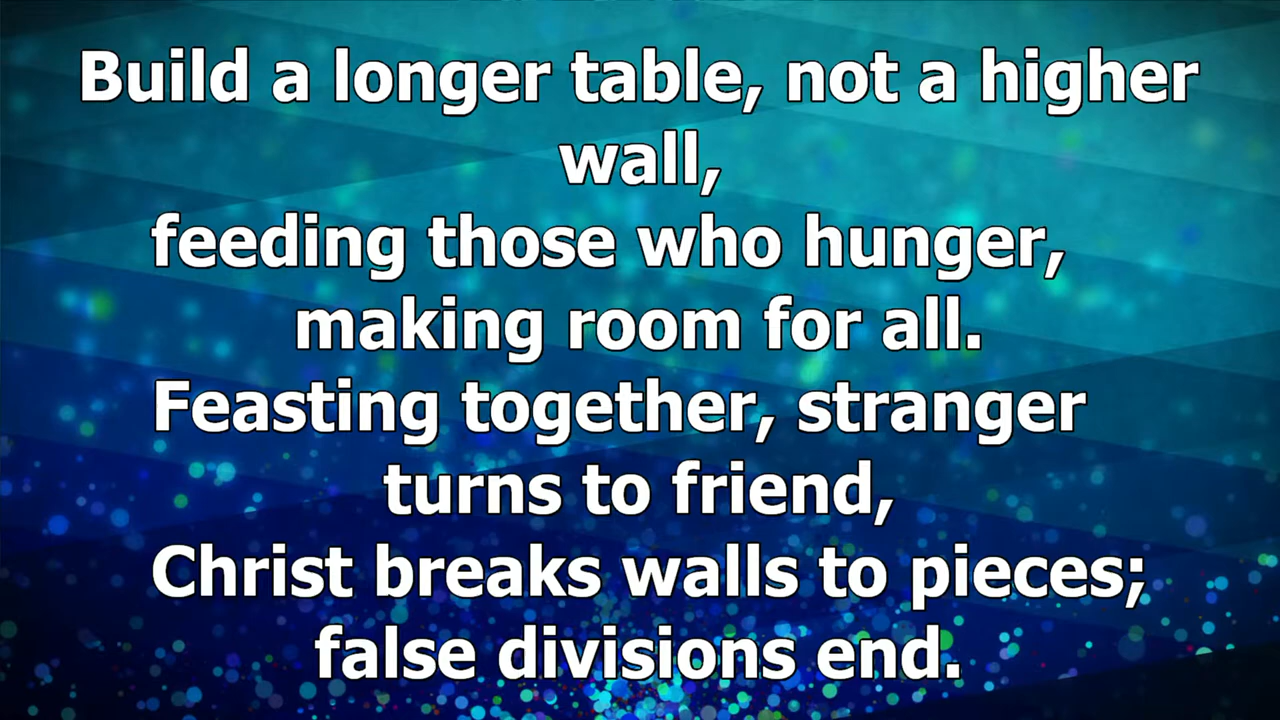 Build a longer table, not a higher
wall,
feeding those who hunger,
making room for all.
Feasting together, stranger
turns to friend,
Christ breaks walls to pieces;
false divisions end.